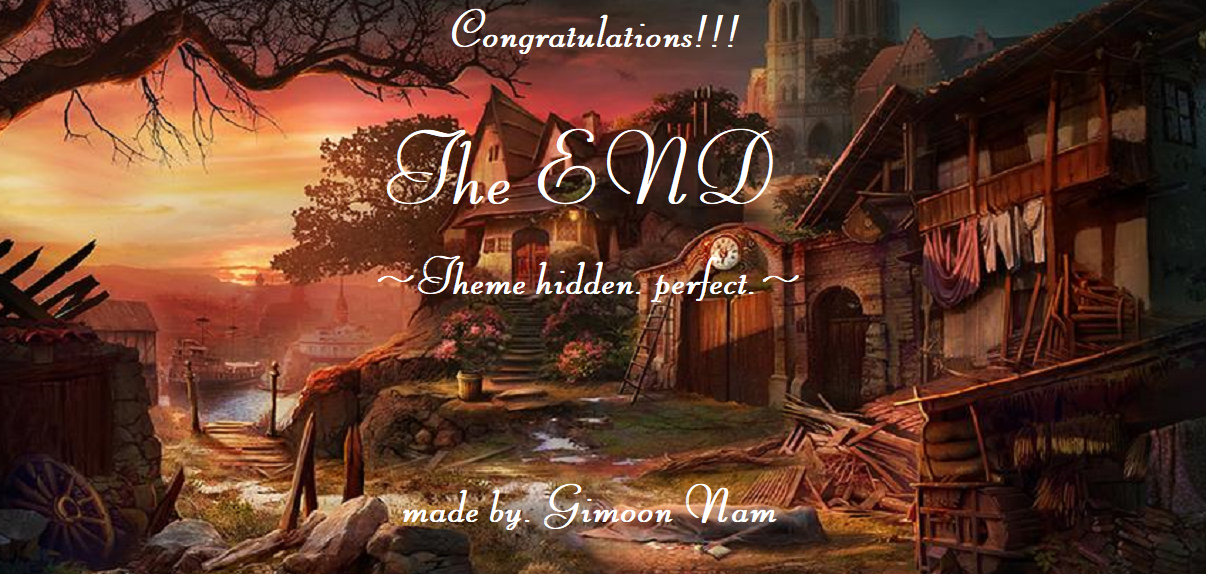 Congratulations!!!
The END
~Theme hidden. perfect.~
made by. Gimoon Nam